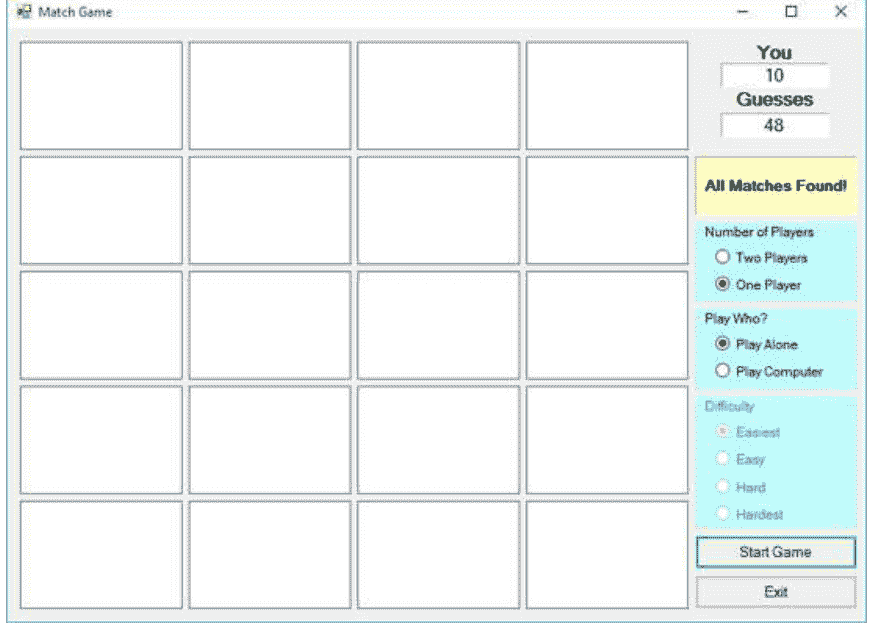 Match Game
You
10
Guesses
48
All Matches Found!
Number of Players
Two Players
One Player
Play Who?
Play Alone
Play Computer
Difficulty
Easiest
Easy
Hard
Hardest
Start Game
Exit